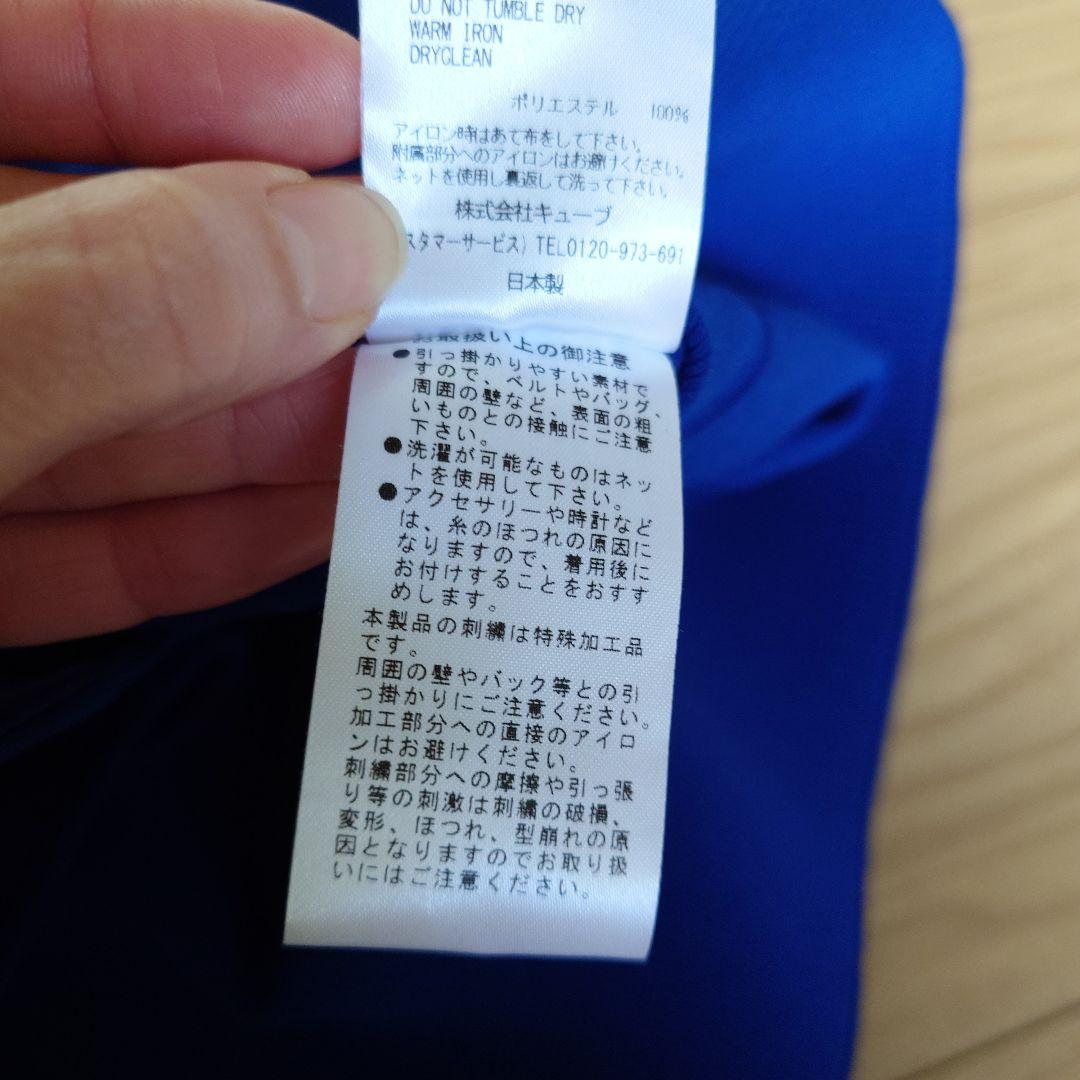 DO NOT TUMBLE DRY
WARM IRON
DRYCLEAN
ポリエステル 100%
アイロン時はあて布をして下さい。
附属部分へのアイロンはお避けください。
ネットを使用し裏返して洗って下さい。
株式会社キューブ
スタマーサービス) TEL0120-973-691
日本製
お取扱い上の御注意
●引っ掛かりやすい素材で
すので、ベルトやバッグ、
周囲の壁など、表面の粗
いものとの接触にご注意
下さい。
●洗濯が可能なものはネッ
トを使用して下さい。
●アクセサリーや時計など
は、糸のほつれの原因に
なりますので、着用後に
お付けすることをおすす
めします。
本製品の刺繍は特殊加工品
です。
周囲の壁やバック等との引
っ掛かりにご注意ください。
加工部分への直接のアイロ
ンはお避けください。
刺繍部分への摩擦や引っ張
り等の刺激は刺繍の破損、
変形、ほつれ、型崩れの原
因となりますのでお取り扱
いにはご注意ください。